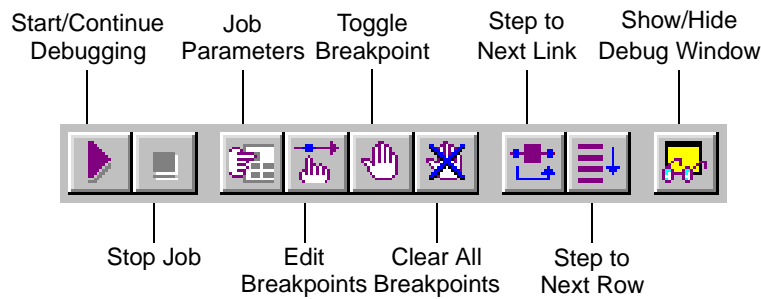 Start/Continue
Debugging
Job
Parameters
Toggle
Breakpoint
Step to
Next Link
Show/Hide
Debug Window
Stop Job
Edit
Breakpoints
Clear All
Breakpoints
Step to
Next Row